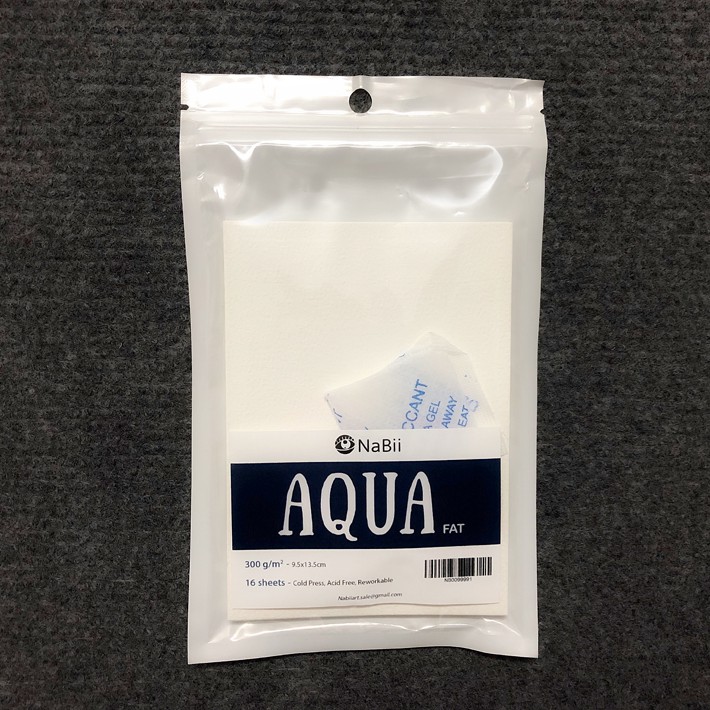 CCANT
GEL
AWAY
EAT
NaBii
AQUA
FAT
300 g/m² - 9.5x13.5cm
16 sheets - Cold Press, Acid Free, Reworkable
N00099991
Nabiiart.sale@gmail.com